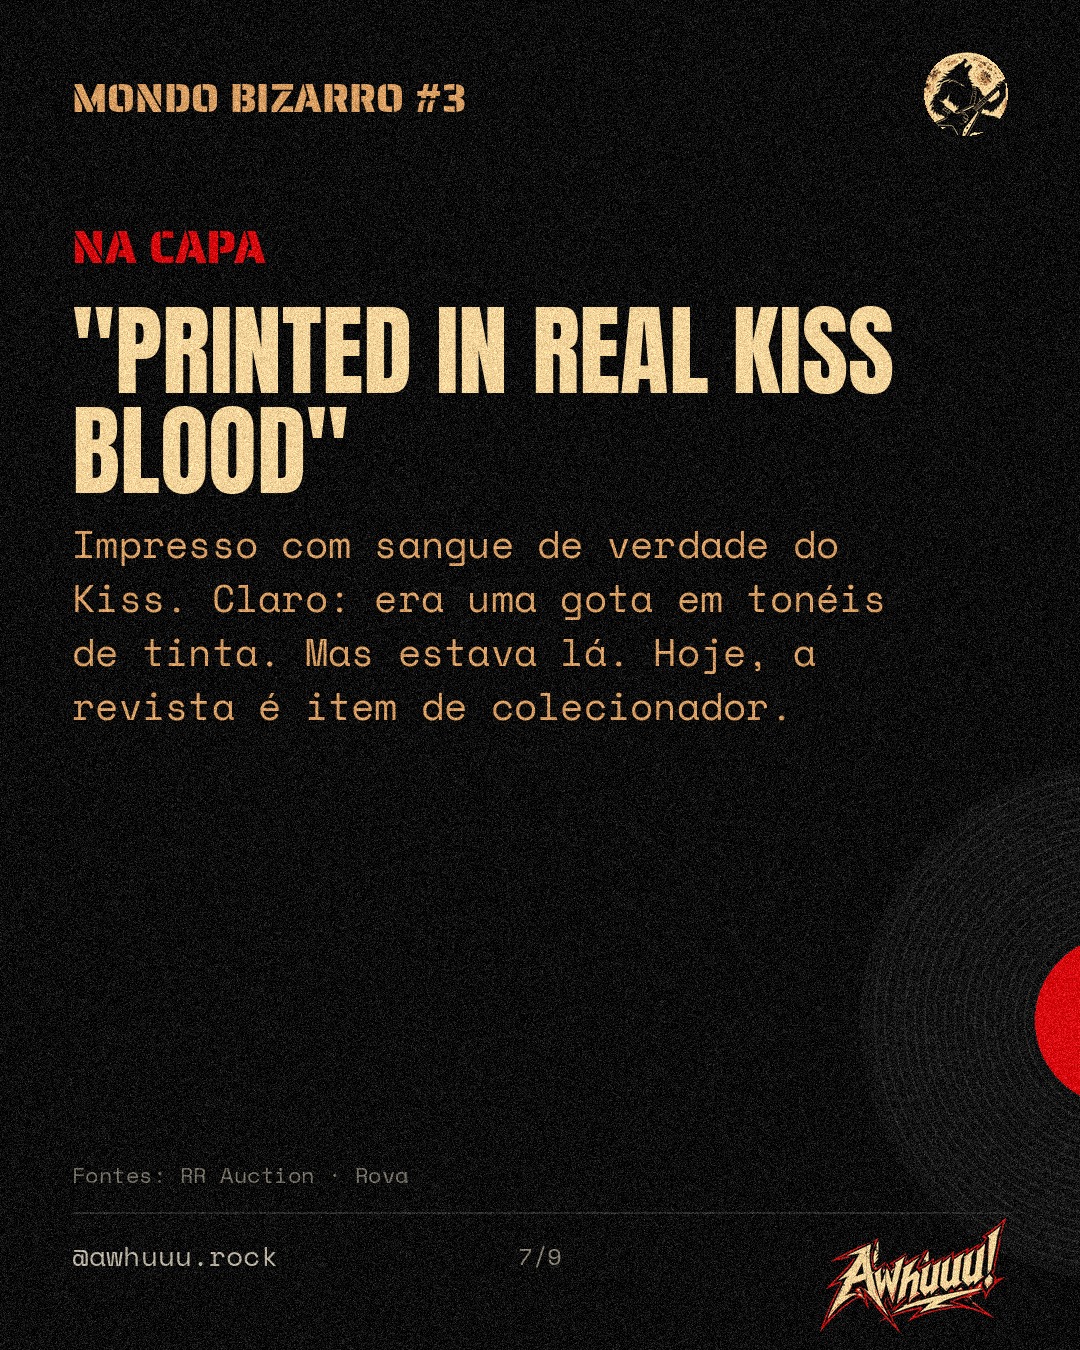 MONDO BIZARRO #3
NA CAPA
"PRINTED IN REAL KISS
BLOOD"
Impresso com sangue de verdade do
Kiss. Claro: era uma gota em tonéis
de tinta. Mas estava lá. Hoje, a
revista é item de colecionador.
Fontes: RR Auction · Rova
@awhuuu.rock
7/9
Awhuuu!